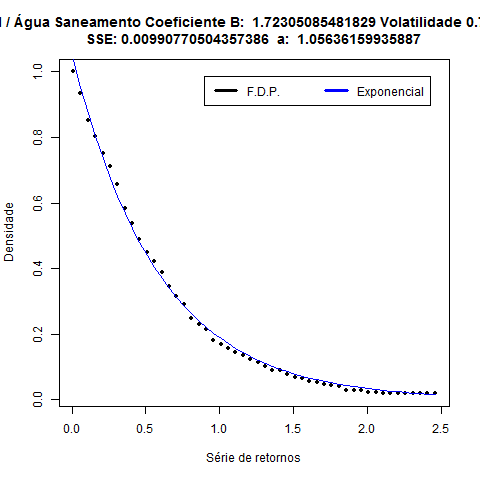 / Água Saneamento Coeficiente B: 1.72305085481829 Volatilidade 0.
SSE: 0.00990770504357386 a: 1.05636159935887
F.D.P. Exponencial
1.0
0.8
0.6
0.4
0.2
0.0
Densidade
0.0 0.5 1.0 1.5 2.0 2.5
Série de retornos